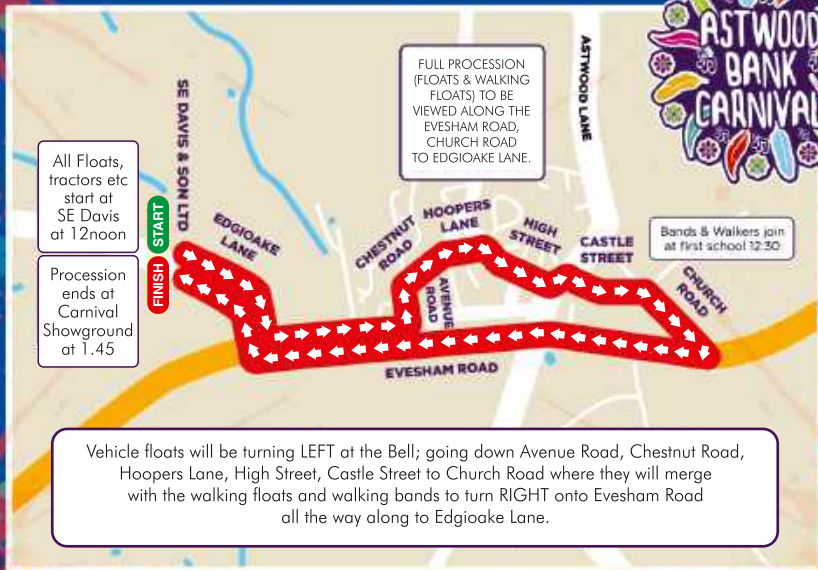 ASTWOOD
BANK
CARNIVAL
FULL PROCESSION
(FLOATS & WALKING
FLOATS) TO BE
VIEWED ALONG THE
EVESHAM ROAD,
CHURCH ROAD
TO EDGIOAKE LANE.
ASTWOOD LANE
SE DAVIS & SON LTD
All Floats,
tractors etc
start at
SE Davis
at 12noon
START
FINISH
Procession
ends at
Carnival
Showground
at 1.45
EDGIOAKE
LANE
CHESTNUT
ROAD
HOOPERS
LANE
HIGH
STREET
CASTLE
STREET
Bands & Walkers join
at first school 12:30
CHURCH
ROAD
AVENUE
ROAD
EVESHAM ROAD
Vehicle floats will be turning LEFT at the Bell; going down Avenue Road, Chestnut Road,
Hoopers Lane, High Street, Castle Street to Church Road where they will merge
with the walking floats and walking bands to turn RIGHT onto Evesham Road
all the way along to Edgioake Lane.